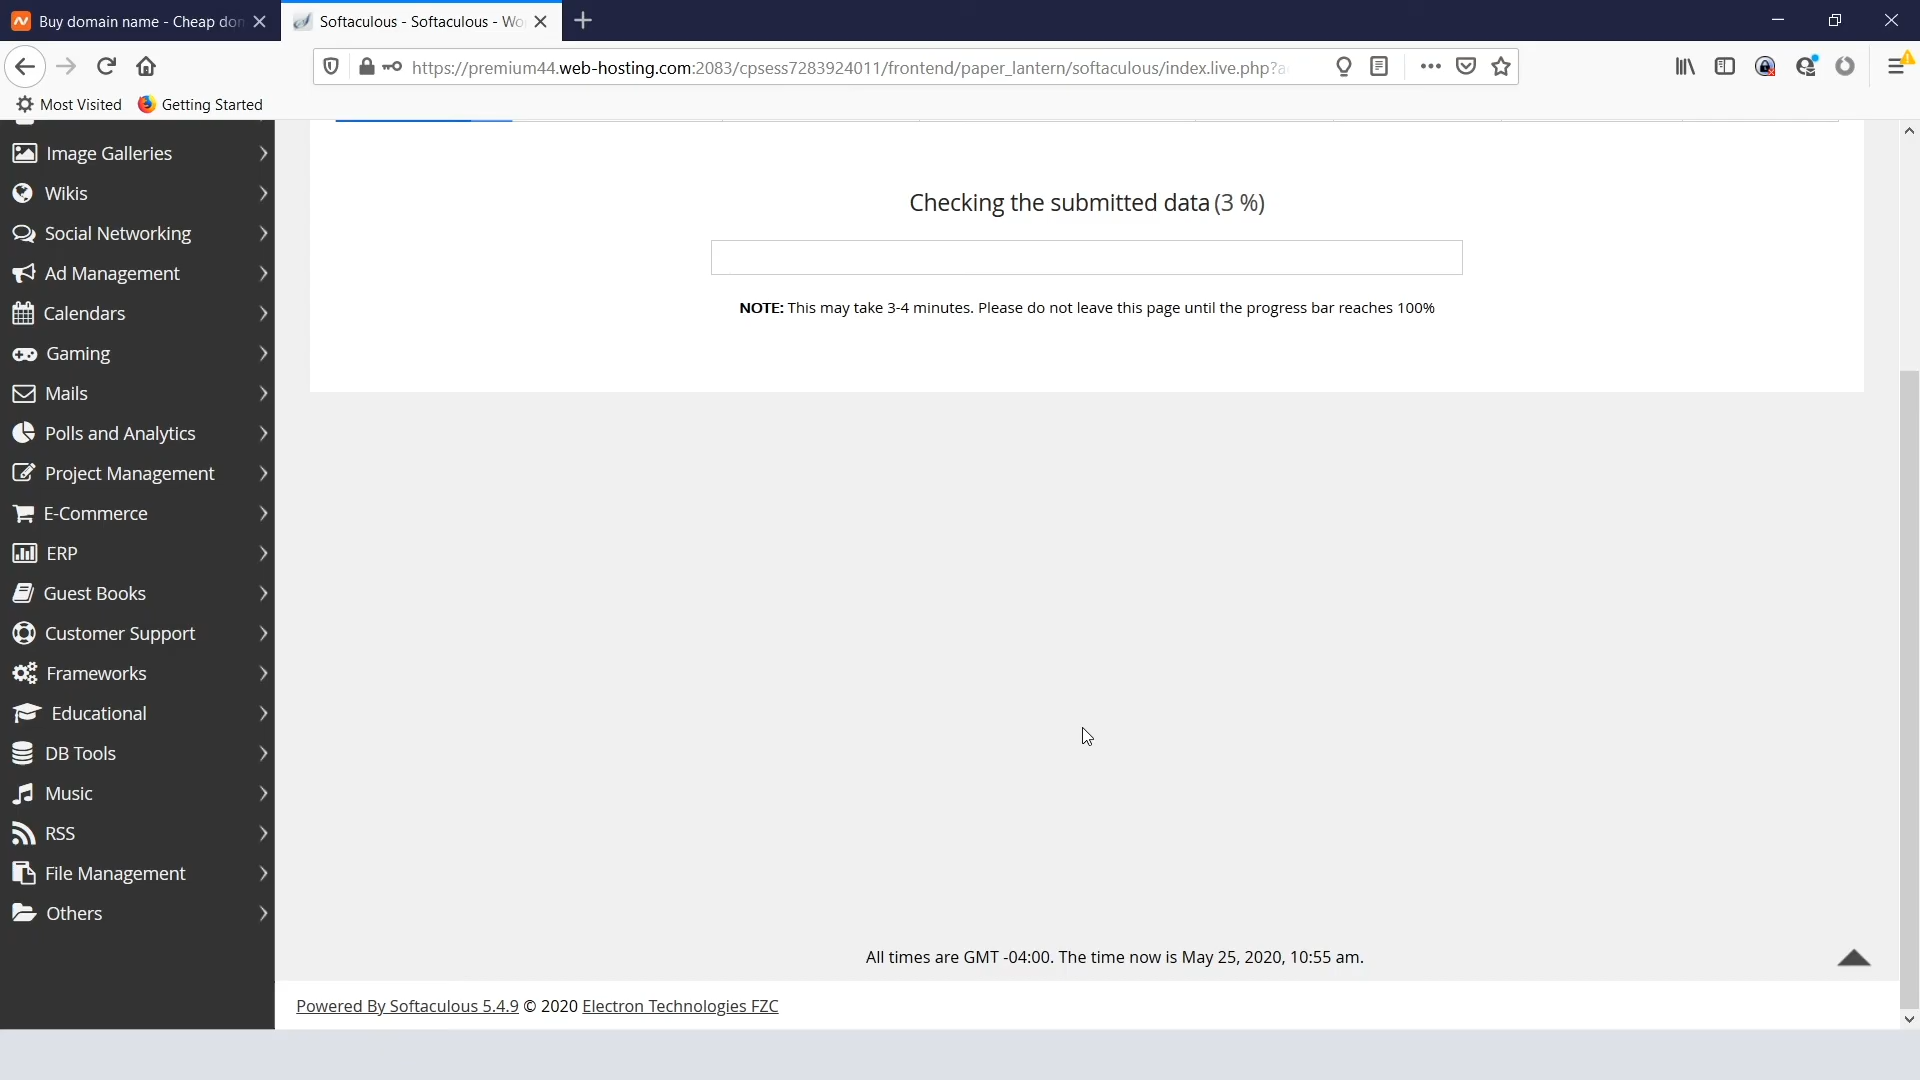 Buy domain name - Cheap don
Softaculous - Softaculous - Wo
https://premium44.web-hosting.com:2083/cpsess7283924011/frontend/paper_lantern/softaculous/index.live.php?a
Most Visited
Getting Started
Image Galleries
Wikis
Social Networking
Ad Management
Calendars
Gaming
Mails
Polls and Analytics
Project Management
E-Commerce
ERP
Guest Books
Customer Support
Frameworks
Educational
DB Tools
Music
RSS
File Management
Others
Checking the submitted data (3 %)
NOTE: This may take 3-4 minutes. Please do not leave this page until the progress bar reaches 100%
All times are GMT -04:00. The time now is May 25, 2020, 10:55 am.
Powered By Softaculous 5.4.9 © 2020 Electron Technologies FZC